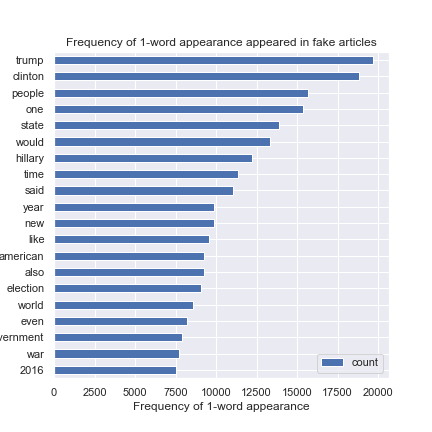 Frequency of 1-word appearance appeared in fake articles
trump
clinton
people
one
state
would
hillary
time
said
year
new
like
american
also
election
world
even
vernment
war
2016
count
0 2500 5000 7500 10000 12500 15000 17500 20000
Frequency of 1-word appearance